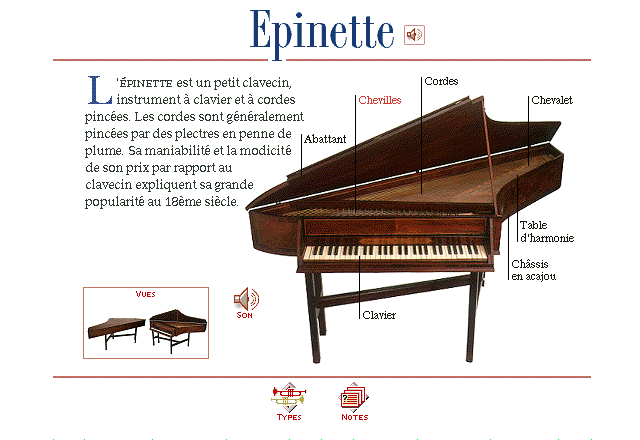 Epinette
L'ÉPINETTE est un petit clavecin,
instrument à clavier et à cordes
pincées. Les cordes sont généralement
pincées par des plectres en penne de
plume. Sa maniabilité et la modicité
de son prix par rapport au
clavecin expliquent sa grande
popularité au 18ème siècle.
Cordes
Chevilles
Chevalet
Abattant
Table
d'harmonie
Châssis
en acajou
Clavier
VUES
SON
TYPES
NOTES